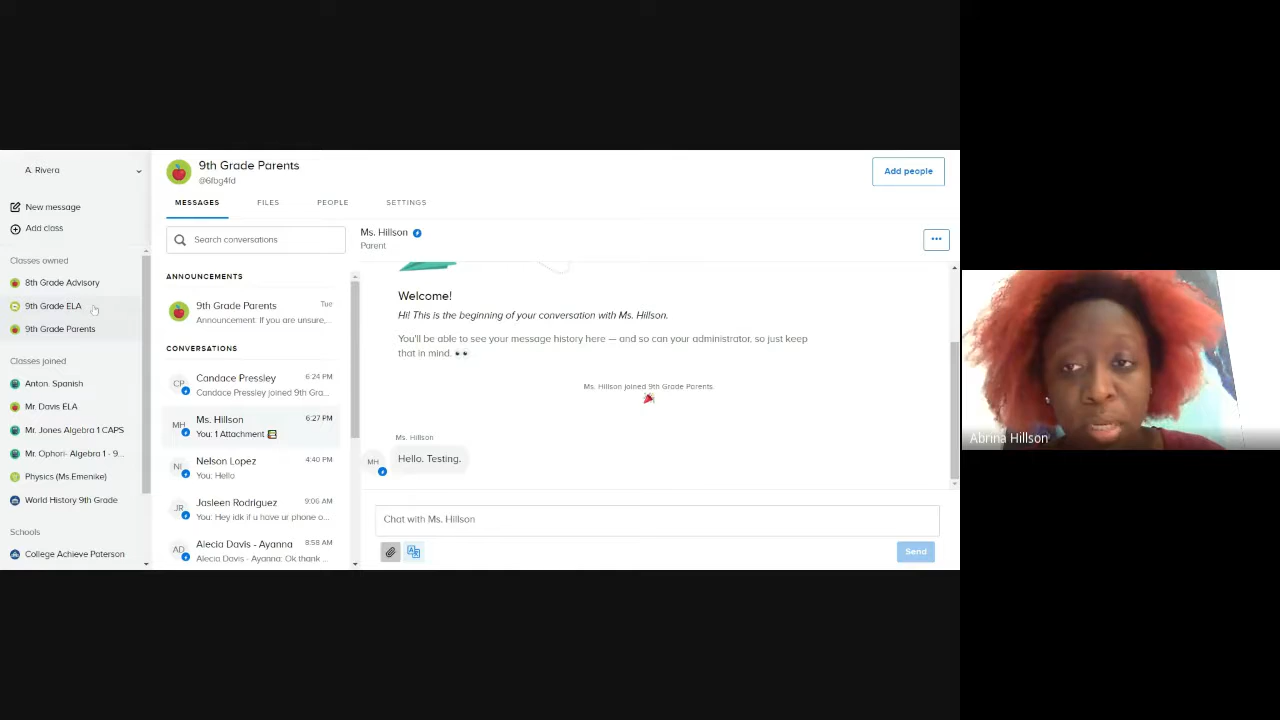 A. Rivera
New message
Add class
Classes owned
8th Grade Advisory
9th Grade ELA
9th Grade Parents
Classes joined
Anton. Spanish
Mr. Davis ELA
Mr. Jones Algebra 1 CAPS
Mr. Ophori- Algebra 1 - 9...
Physics (Ms.Emenike)
World History 9th Grade
Schools
College Achieve Paterson
9th Grade Parents
@6fbg4fd
Add people
MESSAGES
FILES
PEOPLE
SETTINGS
Search conversations
ANNOUNCEMENTS
9th Grade Parents Tue
Announcement: If you are unsure,...
CONVERSATIONS
CP
Candace Pressley 6:24 PM
Candace Pressley joined 9th Gra...
MH
Ms. Hillson 6:27 PM
You: 1 Attachment
NL
Nelson Lopez 4:40 PM
You: Hello
JR
Jasleen Rodriguez 9:06 AM
You: Hey idk if u have ur phone o...
AD
Alecia Davis - Ayanna 8:58 AM
Alecia Davis - Ayanna: Ok thank ...
Ms. Hillson
Parent
Welcome!
Hi! This is the beginning of your conversation with Ms. Hillson.
You'll be able to see your message history here — and so can your administrator, so just keep
that in mind. 👀
Ms. Hillson joined 9th Grade Parents
Ms. Hillson
MH
Hello. Testing.
Chat with Ms. Hillson
Send
Abrina Hillson